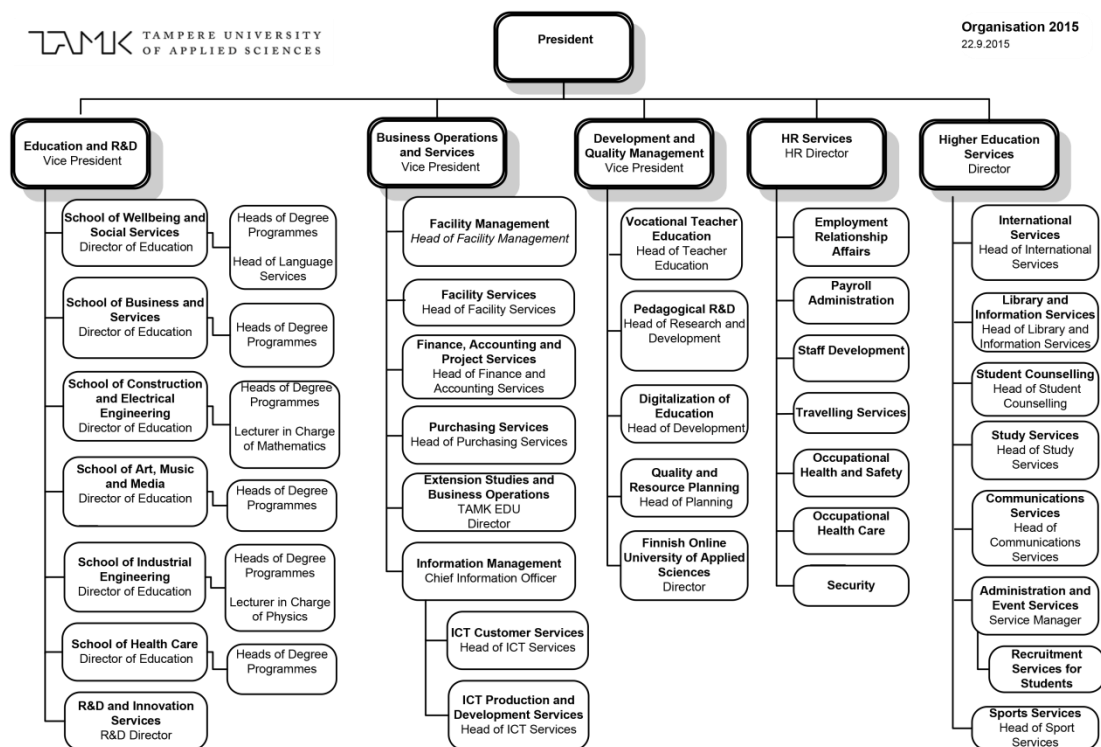 TAMK TAMPERE UNIVERSITY
OF APPLIED SCIENCES
Organisation 2015
22.9.2015
President
Education and R&D
Vice President
School of Wellbeing and
Social Services
Director of Education
Heads of Degree
Programmes
Head of Language
Services
School of Business and
Services
Director of Education
Heads of Degree
Programmes
School of Construction
and Electrical
Engineering
Director of Education
Heads of Degree
Programmes
Lecturer in Charge
of Mathematics
School of Art, Music
and Media
Director of Education
Heads of Degree
Programmes
School of Industrial
Engineering
Director of Education
Heads of Degree
Programmes
Lecturer in Charge
of Physics
School of Health Care
Director of Education
Heads of Degree
Programmes
R&D and Innovation
Services
R&D Director
Business Operations
and Services
Vice President
Facility Management
Head of Facility Management
Facility Services
Head of Facility Services
Finance, Accounting and
Project Services
Head of Finance and
Accounting Services
Purchasing Services
Head of Purchasing Services
Extension Studies and
Business Operations
TAMK EDU
Director
Information Management
Chief Information Officer
ICT Customer Services
Head of ICT Services
ICT Production and
Development Services
Head of ICT Services
Development and
Quality Management
Vice President
Vocational Teacher
Education
Head of Teacher
Education
Pedagogical R&D
Head of Research and
Development
Digitalization of
Education
Head of Development
Quality and
Resource Planning
Head of Planning
Finnish Online
University of Applied
Sciences
Director
HR Services
HR Director
Employment
Relationship
Affairs
Payroll
Administration
Staff Development
Travelling Services
Occupational
Health and Safety
Occupational
Health Care
Security
Higher Education
Services
Director
International
Services
Head of International
Services
Library and
Information Services
Head of Library and
Information Services
Student Counselling
Head of Student
Counselling
Study Services
Head of Study
Services
Communications
Services
Head of
Communications
Services
Administration and
Event Services
Service Manager
Recruitment
Services for
Students
Sports Services
Head of Sport
Services